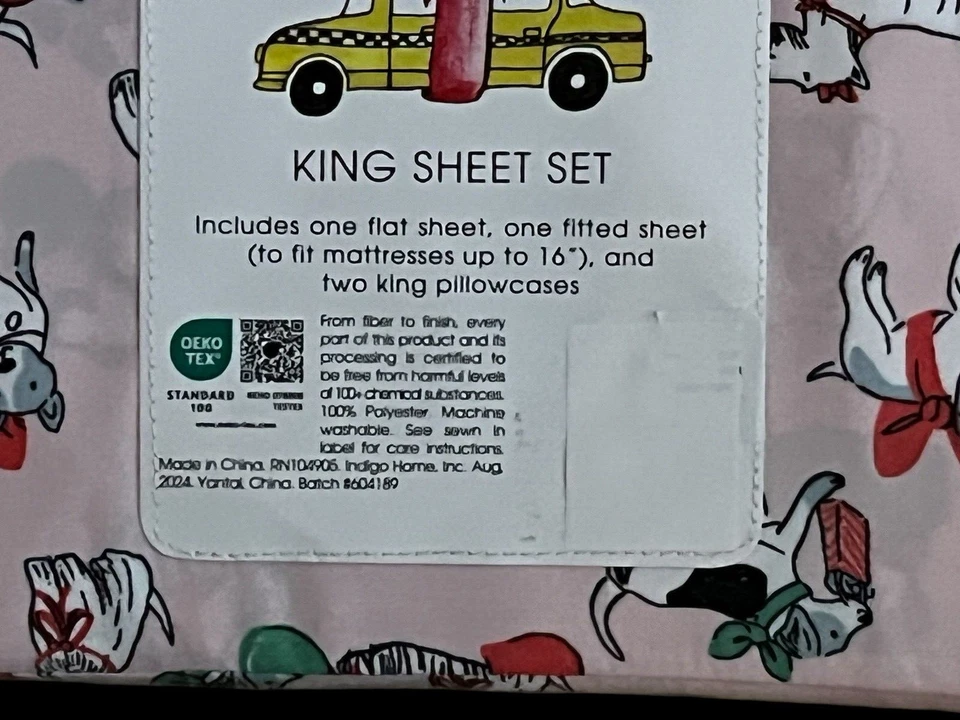 KING SHEET SET
Includes one flat sheet, one fitted sheet
(to fit mattresses up to 16"), and
two king pillowcases
OEKO
TEX®
STANDARD
100
From fiber to finish, every
part of this product and its
processing is certified to
be free from harmful levels
of 100+ chemical substances.
100% Polyester. Machine
washable. See sewn in
label for care instructions.
Made in China. RN104905. Indigo Home, Inc. Aug.
2024. Yantai, China. Batch #604189